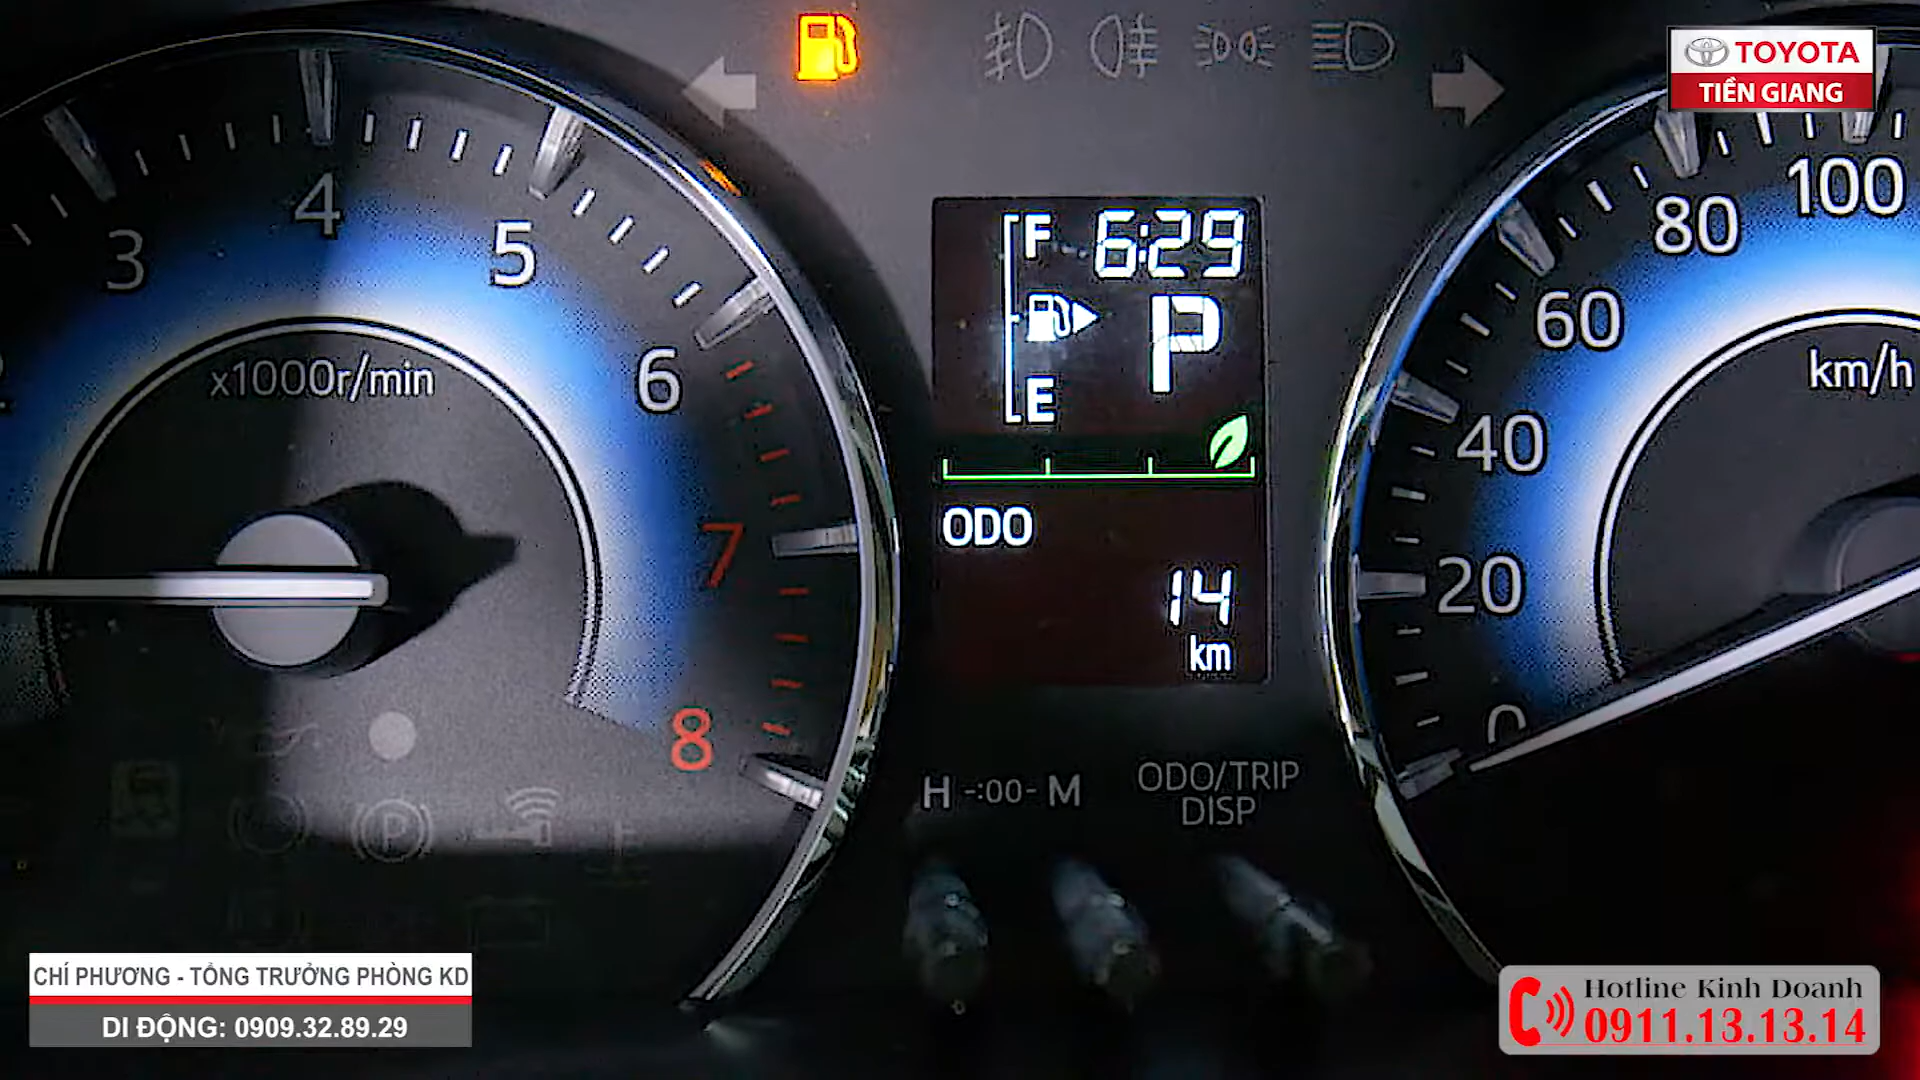 TOYOTA
TIỀN GIANG
3
4
5
6
7
8
x1000r/min
F
6:29
P
E
ODO
14
km
100
80
60
40
20
0
km/h
H -:00- M
ODO/TRIP
DISP
P
CHÍ PHƯƠNG - TỔNG TRƯỞNG PHÒNG KD
DI ĐỘNG: 0909.32.89.29
Hotline Kinh Doanh
0911.13.13.14